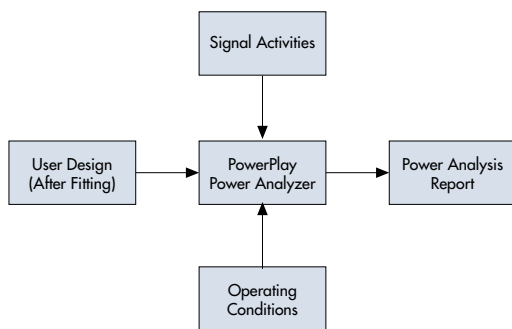 Signal Activities
User Design
(After Fitting)
PowerPlay
Power Analyzer
Power Analysis
Report
Operating
Conditions